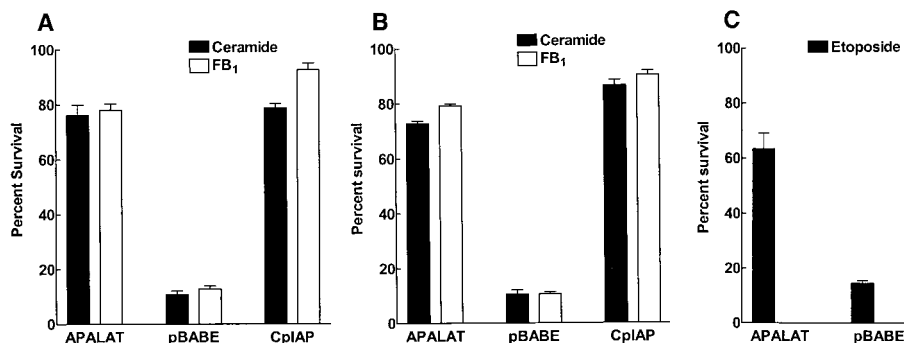 A
Percent Survival
100
80
60
40
20
0
Ceramide
FB1
APALAT pBABE CpIAP
B
Percent survival
100
80
60
40
20
0
Ceramide
FB1
APALAT pBABE CpIAP
C
Percent survival
100
80
60
40
20
0
Etoposide
APALAT pBABE